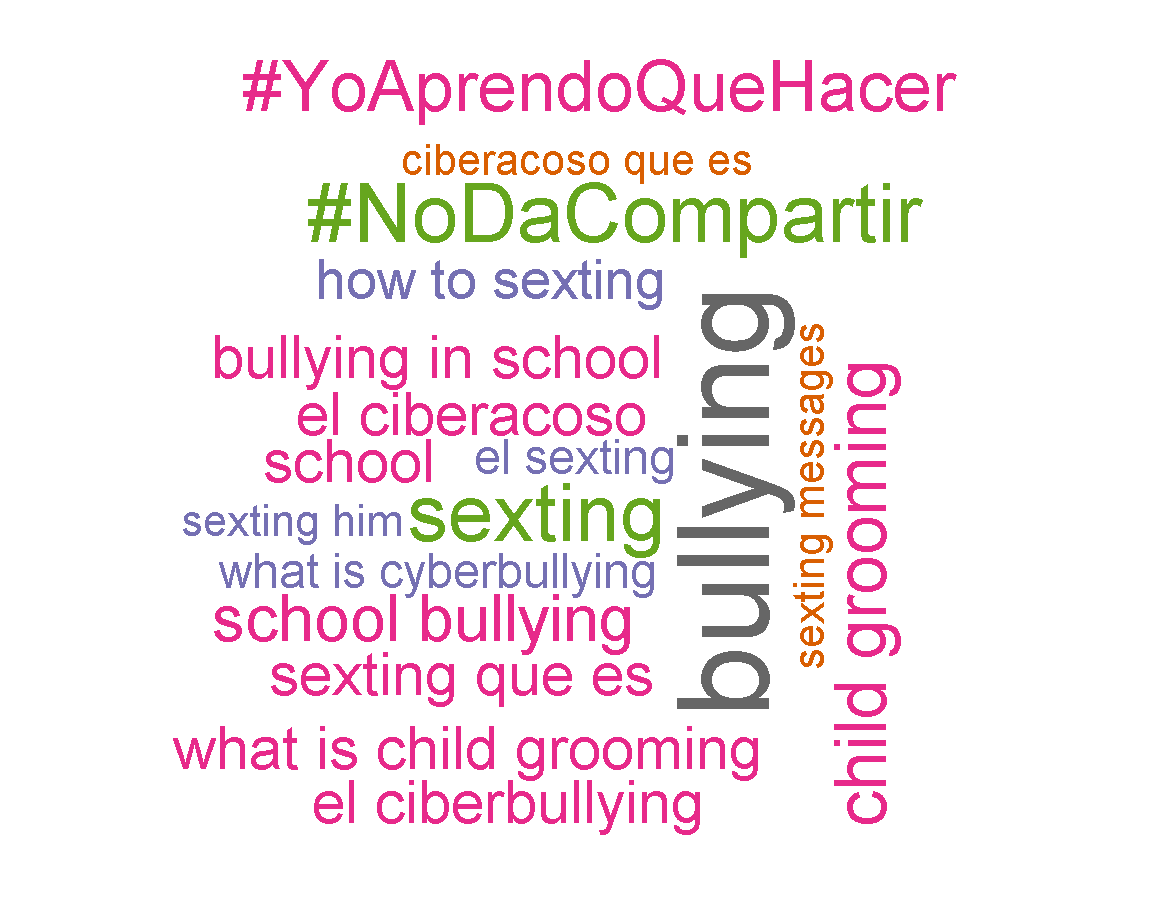 #YoAprendoQueHacer
ciberacoso que es
#NoDaCompartir
how to sexting
bullying in school
el ciberacoso
school
el sexting
sexting him
sexting
what is cyberbullying
school bullying
sexting que es
what is child grooming
el ciberbullying
bullying
sexting messages
child grooming